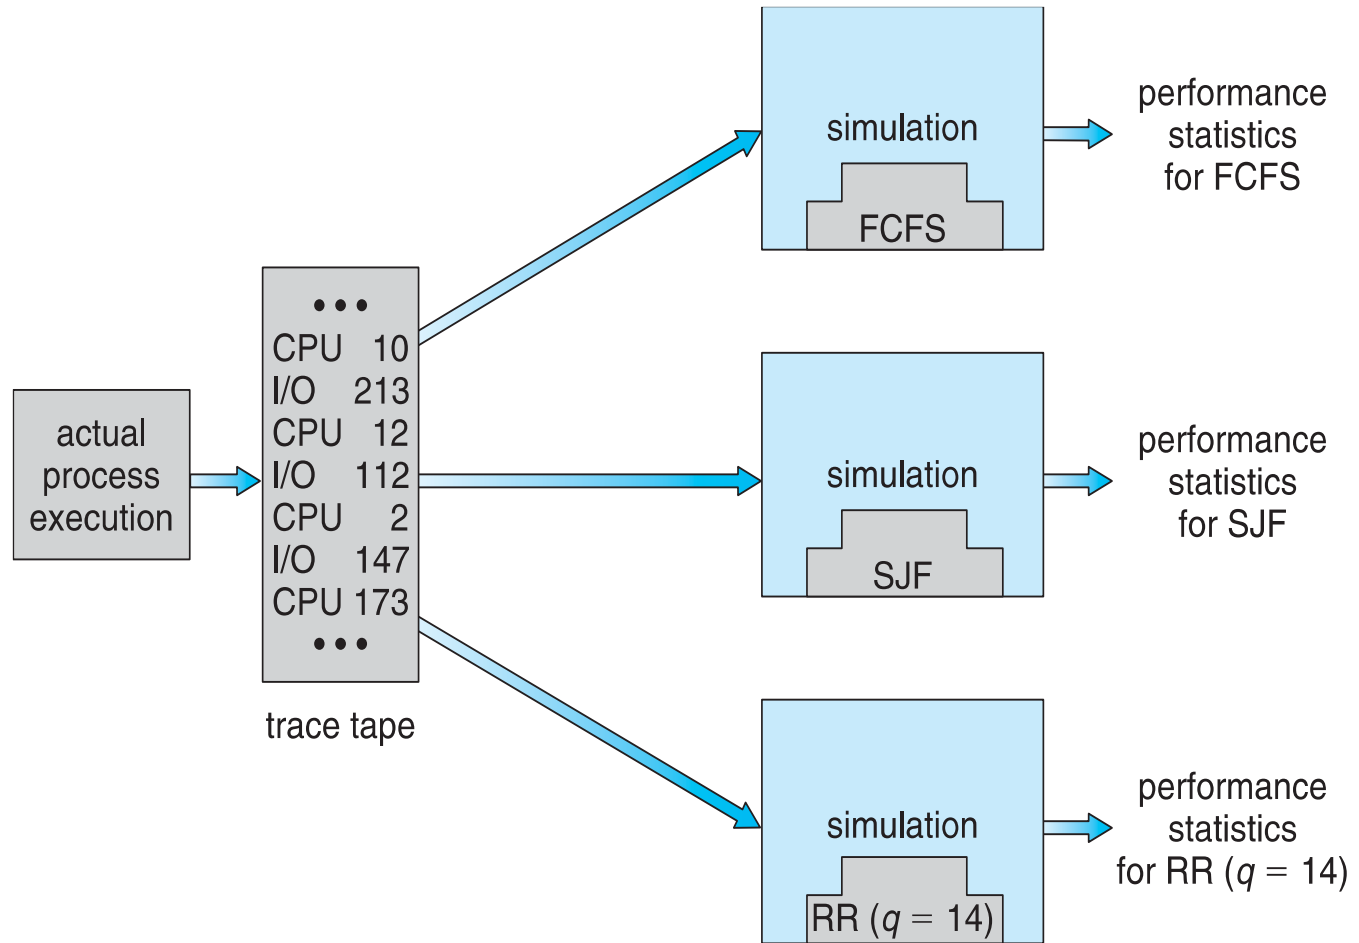 actual
process
execution
• • •
CPU 10
I/O 213
CPU 12
I/O 112
CPU 2
I/O 147
CPU 173
• • •
trace tape
simulation
FCFS
performance
statistics
for FCFS
simulation
SJF
performance
statistics
for SJF
simulation
RR (q = 14)
performance
statistics
for RR (q = 14)